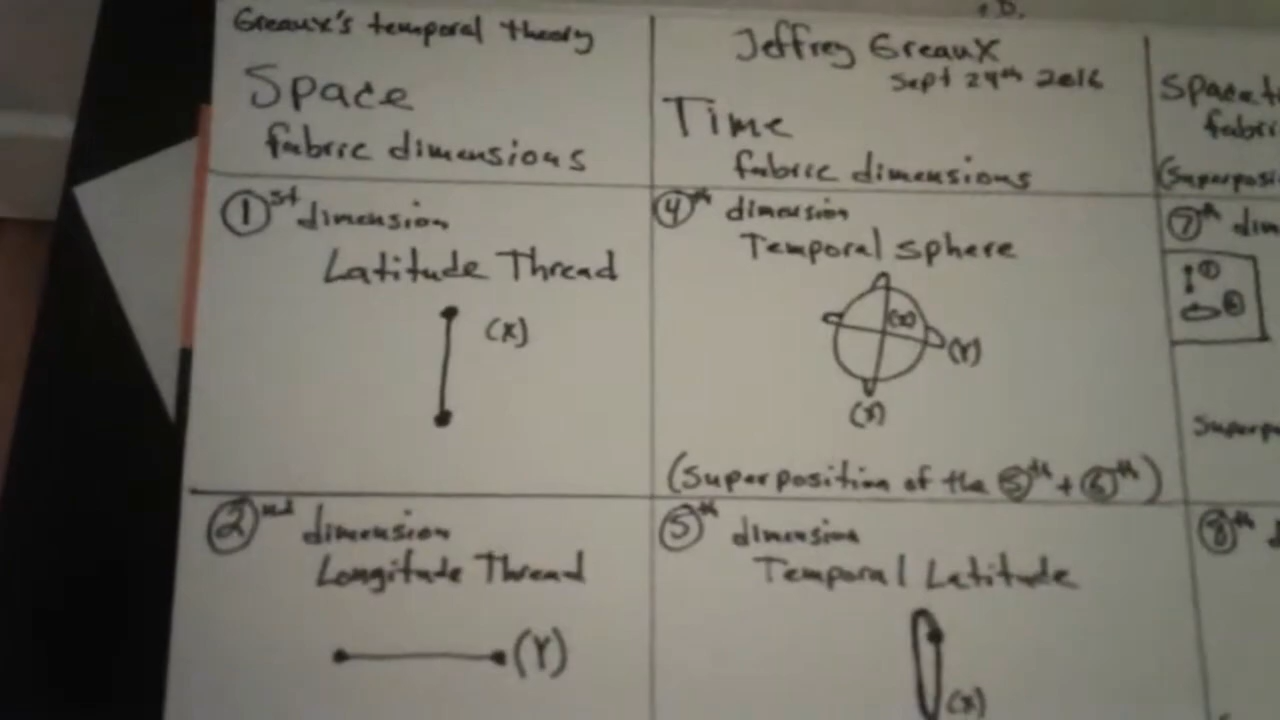 Greaux's temporal theory
Space
fabric dimensions
1st dimension
Latitude Thread
(X)
2nd dimension
Longitude Thread
(Y)
Jeffrey Greaux
Sept 24th 2016
Time
fabric dimensions
4th dimension
Temporal sphere
(X)
(Y)
(X)
(Superposition of the 5th + 6th)
5th dimension
Temporal Latitude
(X)
7th
8th